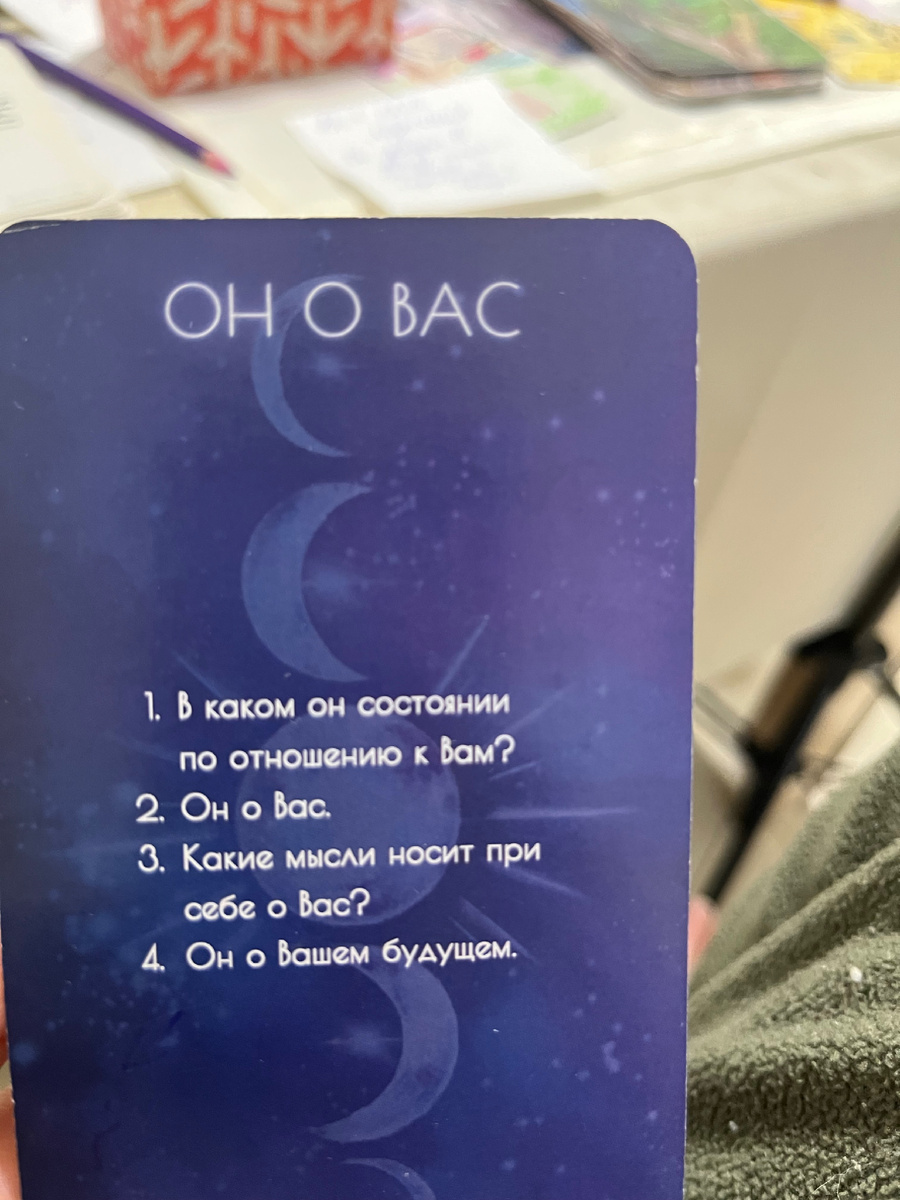 ОН О ВАС
1. В каком он состоянии
по отношению к Вам?
2. Он о Вас.
3. Какие мысли носит при
себе о Вас?
4. Он о Вашем будущем.